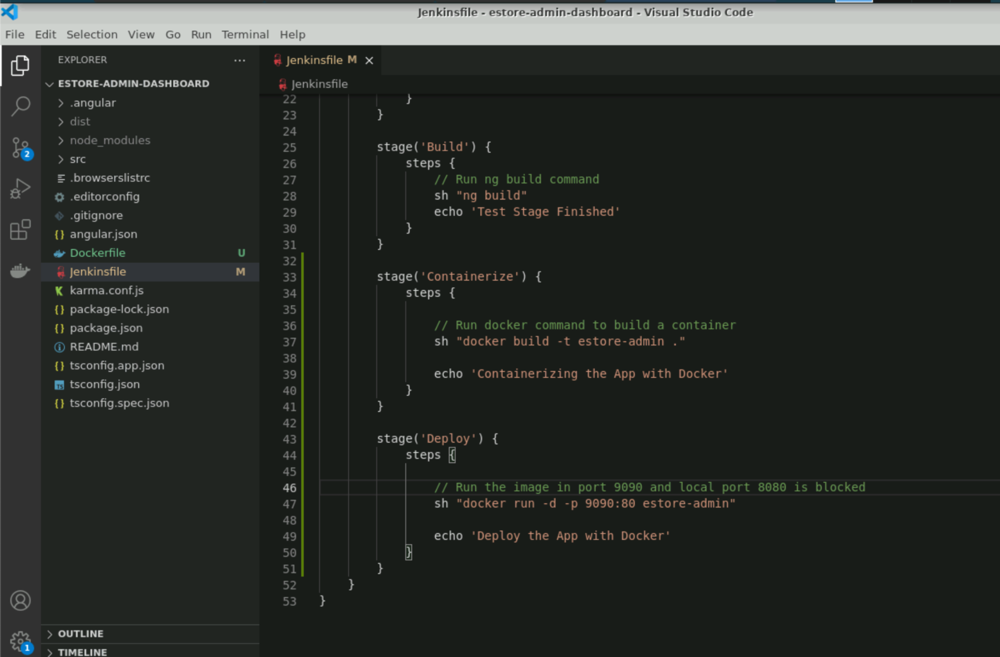 Jenkinsfile - estore-admin-dashboard - Visual Studio Code
File Edit Selection View Go Run Terminal Help
EXPLORER ...
ESTORE-ADMIN-DASHBOARD
.angular
dist
node_modules
src
.browserslistrc
.editorconfig
.gitignore
angular.json
Dockerfile U
Jenkinsfile M
karma.conf.js
package-lock.json
package.json
README.md
tsconfig.app.json
tsconfig.json
tsconfig.spec.json
OUTLINE
TIMELINE
2
1
Jenkinsfile M
Jenkinsfile
22 }
23 }
24
25 stage('Build') {
26 steps {
27 // Run ng build command
28 sh "ng build"
29 echo 'Test Stage Finished'
30 }
31 }
32
33 stage('Containerize') {
34 steps {
35
36 // Run docker command to build a container
37 sh "docker build -t estore-admin ."
38
39 echo 'Containerizing the App with Docker'
40 }
41 }
42
43 stage('Deploy') {
44 steps {
45
46 // Run the image in port 9090 and local port 8080 is blocked
47 sh "docker run -d -p 9090:80 estore-admin"
48
49 echo 'Deploy the App with Docker'
50 }
51 }
52 }
53 }